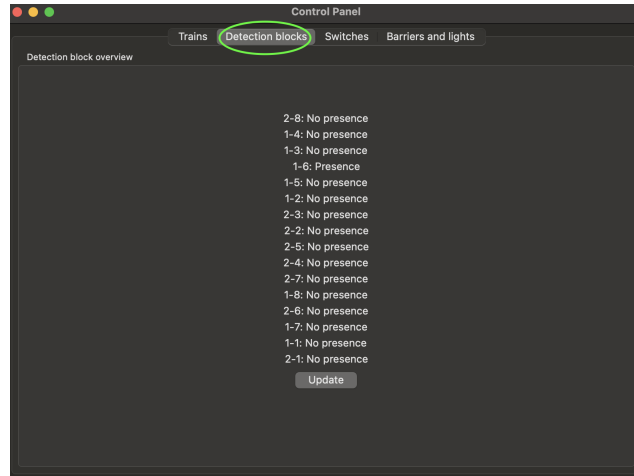 Control Panel
Trains Detection blocks Switches Barriers and lights
Detection block overview
2-8: No presence
1-4: No presence
1-3: No presence
1-6: Presence
1-5: No presence
1-2: No presence
2-3: No presence
2-2: No presence
2-5: No presence
2-4: No presence
2-7: No presence
1-8: No presence
2-6: No presence
1-7: No presence
1-1: No presence
2-1: No presence
Update